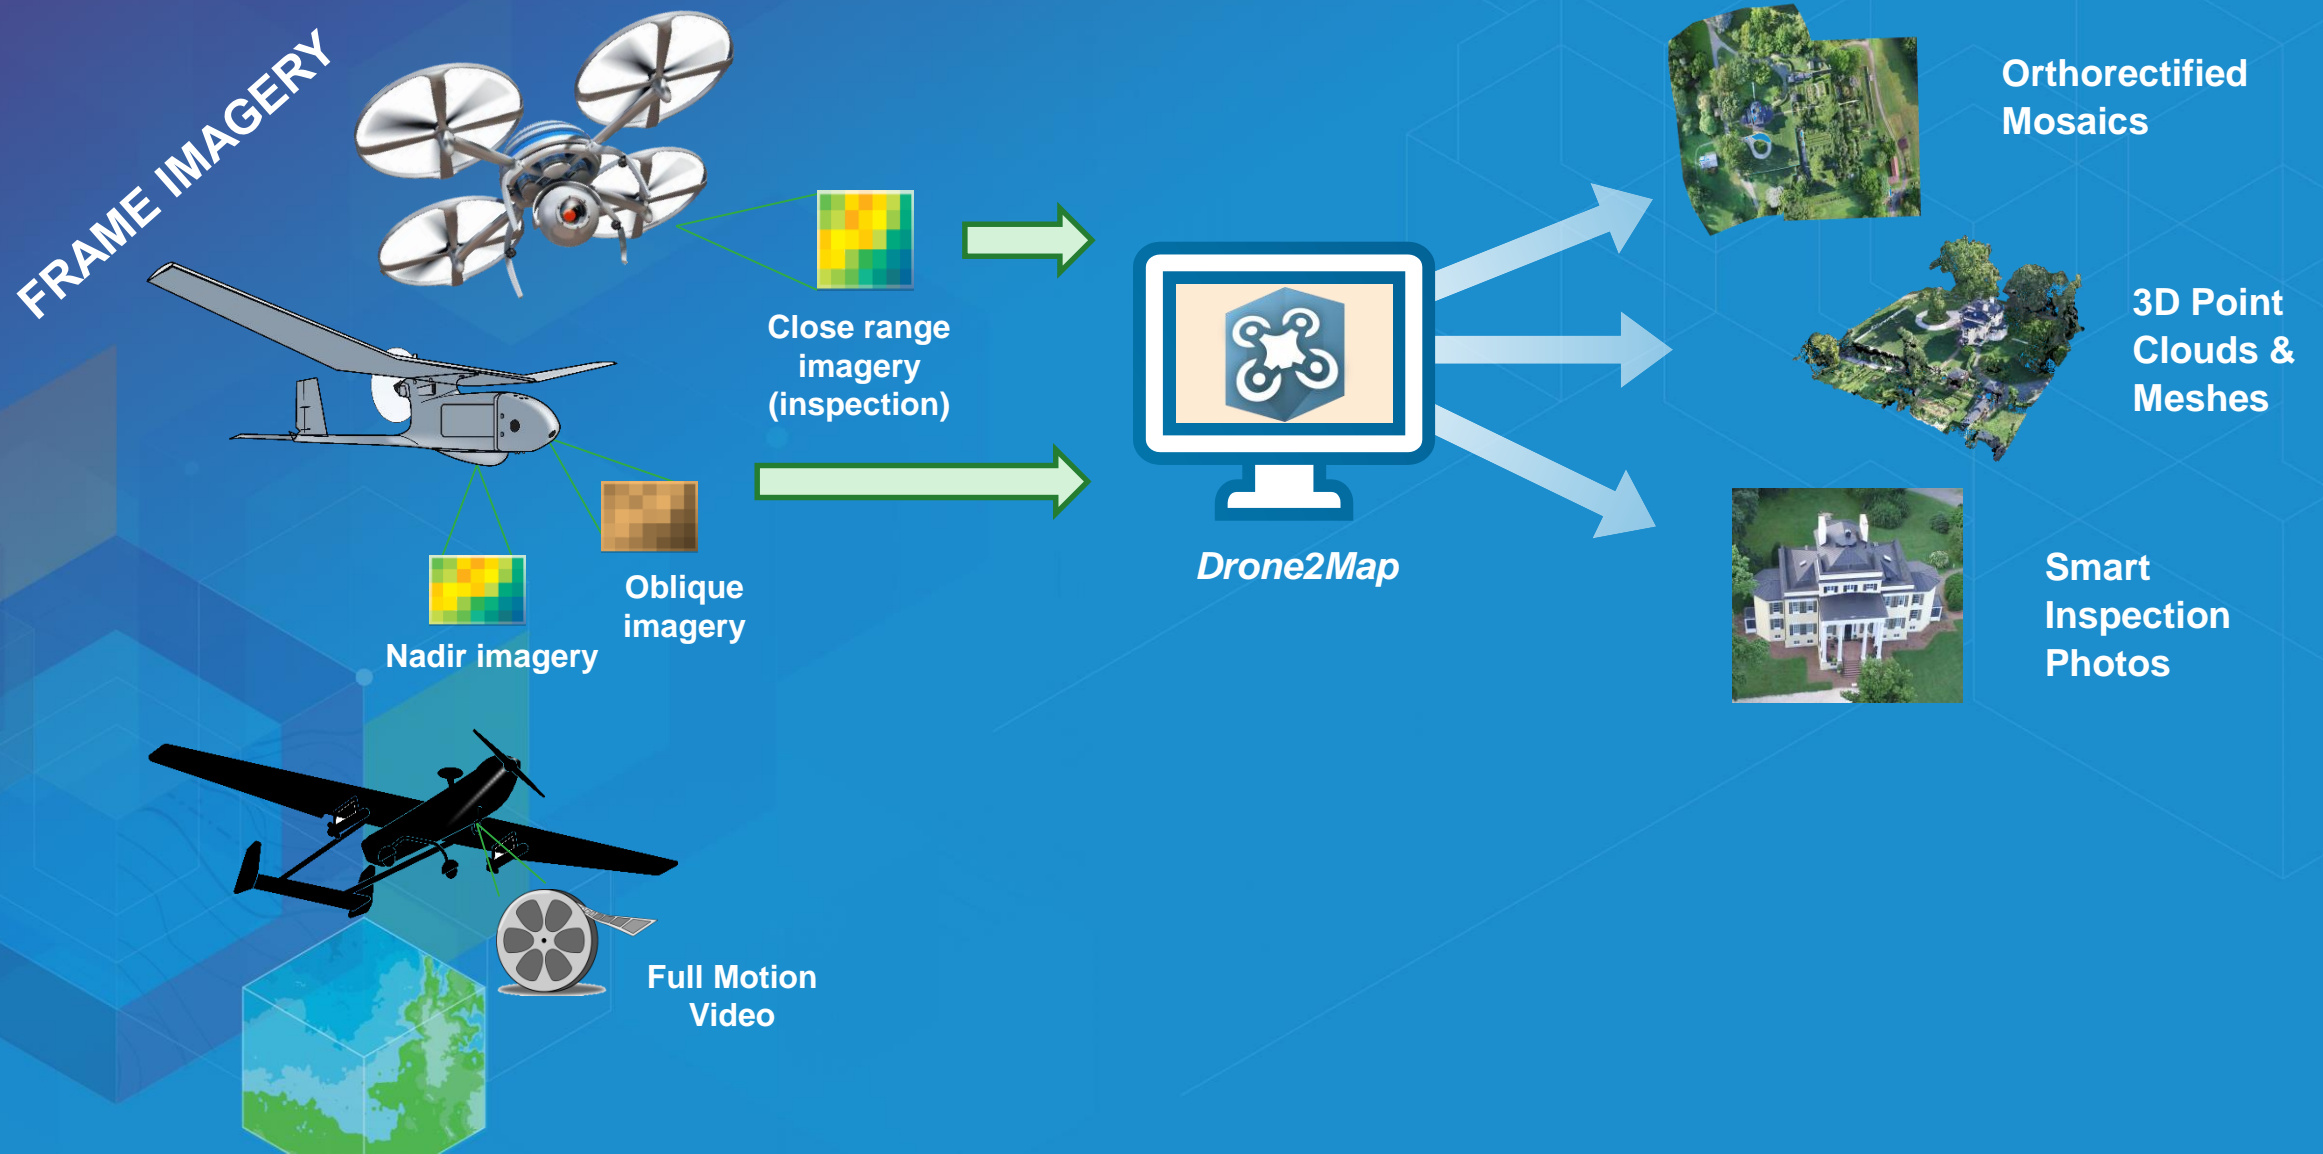 FRAME IMAGERY
Close range
imagery
(inspection)
Oblique
imagery
Nadir imagery
Full Motion
Video
Drone2Map
Orthorectified
Mosaics
3D Point
Clouds &
Meshes
Smart
Inspection
Photos